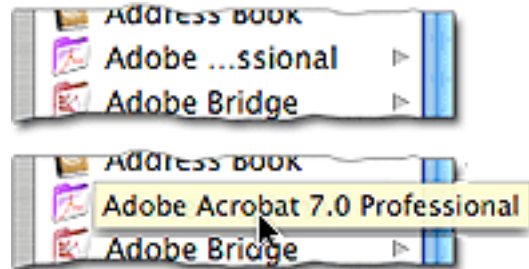 Address Book
Adobe ...ssional
Adobe Bridge
Address Book
Adobe Acrobat 7.0 Professional
Adobe Bridge